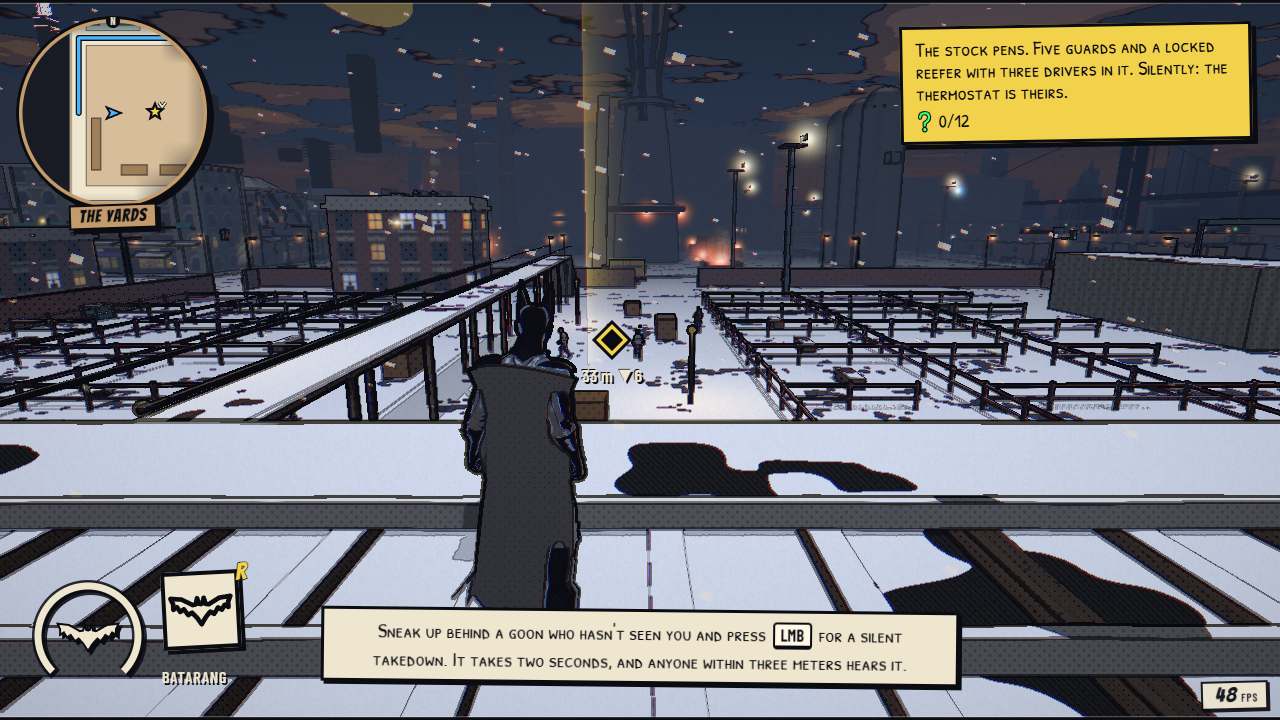 N
THE YARDS
THE STOCK PENS. FIVE GUARDS AND A LOCKED
REEFER WITH THREE DRIVERS IN IT. SILENTLY: THE
THERMOSTAT IS THEIRS.
? 0/12
33 m ▼6
R
BATARANG
SNEAK UP BEHIND A GOON WHO HASN'T SEEN YOU AND PRESS LMB FOR A SILENT
TAKEDOWN. IT TAKES TWO SECONDS, AND ANYONE WITHIN THREE METERS HEARS IT.
48 FPS